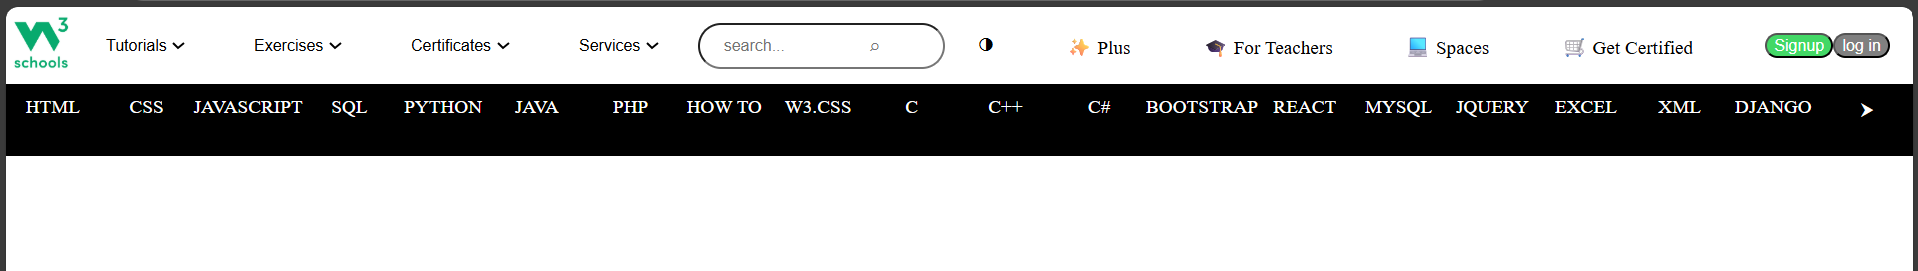 W3 schools Tutorials Exercises Certificates Services search... Plus For Teachers Spaces Get Certified Signup log in
HTML CSS JAVASCRIPT SQL PYTHON JAVA PHP HOW TO W3.CSS C C++ C# BOOTSTRAP REACT MYSQL JQUERY EXCEL XML DJANGO